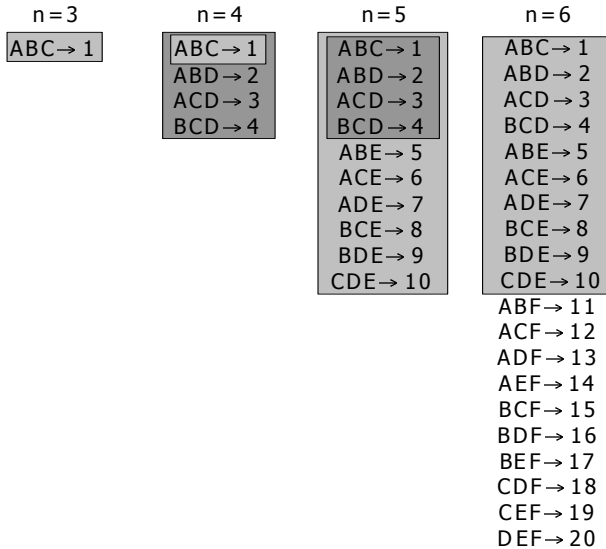 n=3 n=4 n=5 n=6
ABC→1 ABC→1 ABC→1 ABC→1
ABD→2 ABD→2 ABD→2
ACD→3 ACD→3 ACD→3
BCD→4 BCD→4 BCD→4
ABE→5 ABE→5
ACE→6 ACE→6
ADE→7 ADE→7
BCE→8 BCE→8
BDE→9 BDE→9
CDE→10 CDE→10
ABF→11
ACF→12
ADF→13
AEF→14
BCF→15
BDF→16
BEF→17
CDF→18
CEF→19
DEF→20